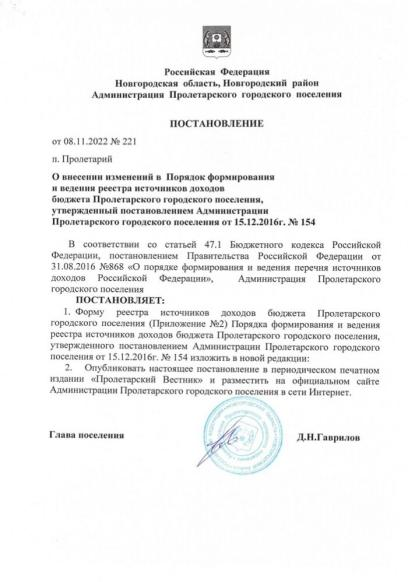 Российская Федерация
Новгородская область, Новгородский район
Администрация Пролетарского городского поселения
ПОСТАНОВЛЕНИЕ
от 08.11.2022 № 221
п. Пролетарий
О внесении изменений в Порядок формирования
и ведения реестра источников доходов
бюджета Пролетарского городского поселения,
утвержденный постановлением Администрации
Пролетарского городского поселения от 15.12.2016г. № 154
В соответствии со статьей 47.1 Бюджетного кодекса Российской
Федерации, постановлением Правительства Российской Федерации от
31.08.2016 №868 «О порядке формирования и ведения перечня источников
доходов Российской Федерации», Администрация Пролетарского
городского поселения
ПОСТАНОВЛЯЕТ:
1. Форму реестра источников доходов бюджета Пролетарского
городского поселения (Приложение №2) Порядка формирования и ведения
реестра источников доходов бюджета Пролетарского городского поселения,
утвержденного постановлением Администрации Пролетарского городского
поселения от 15.12.2016г. № 154 изложить в новой редакции:
2. Опубликовать настоящее постановление в периодическом печатном
издании «Пролетарский Вестник» и разместить на официальном сайте
Администрации Пролетарского городского поселения в сети Интернет.
Глава поселения Д.Н.Гаврилов